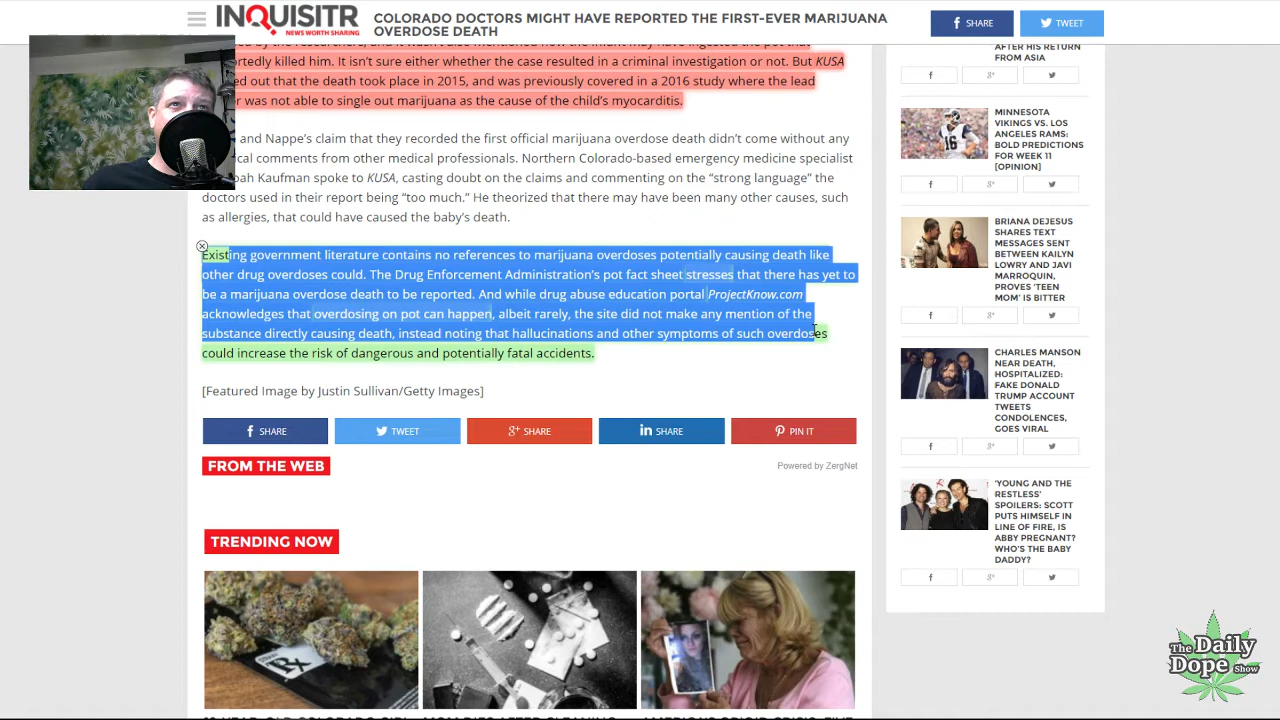 INQUISITR
NEWS WORTH SHARING
COLORADO DOCTORS MIGHT HAVE REPORTED THE FIRST-EVER MARIJUANA
OVERDOSE DEATH
SHARE
TWEET
killed him. It isn't sure either whether the case resulted in a criminal investigation or not. But KUSA
out that the death took place in 2015, and was previously covered in a 2016 study where the lead
was not able to single out marijuana as the cause of the child's myocarditis.
and Nappe's claim that they recorded the first official marijuana overdose death didn't come without any
comments from other medical professionals. Northern Colorado-based emergency medicine specialist
Kaufman spoke to KUSA, casting doubt on the claims and commenting on the “strong language” the
doctors used in their report being “too much.” He theorized that there may have been many other causes, such
as allergies, that could have caused the baby's death.
Existing government literature contains no references to marijuana overdoses potentially causing death like
other drug overdoses could. The Drug Enforcement Administration's pot fact sheet stresses that there has yet to
be a marijuana overdose death to be reported. And while drug abuse education portal ProjectKnow.com
acknowledges that overdosing on pot can happen, albeit rarely, the site did not make any mention of the
substance directly causing death, instead noting that hallucinations and other symptoms of such overdoses
could increase the risk of dangerous and potentially fatal accidents.
[Featured Image by Justin Sullivan/Getty Images]
SHARE
TWEET
SHARE
SHARE
PIN IT
FROM THE WEB
Powered by ZergNet
TRENDING NOW
AFTER HIS RETURN
FROM ASIA
MINNESOTA
VIKINGS VS. LOS
ANGELES RAMS:
BOLD PREDICTIONS
FOR WEEK 11
[OPINION]
BRIANA DEJESUS
SHARES TEXT
MESSAGES SENT
BETWEEN KAILYN
LOWRY AND JAVI
MARROQUIN,
PROVES 'TEEN
MOM' IS BITTER
CHARLES MANSON
NEAR DEATH,
HOSPITALIZED:
FAKE DONALD
TRUMP ACCOUNT
TWEETS
CONDOLENCES,
GOES VIRAL
'YOUNG AND THE
RESTLESS'
SPOILERS: SCOTT
PUTS HIMSELF IN
LINE OF FIRE, IS
ABBY PREGNANT?
WHO'S THE BABY
DADDY?
The Daily
Dope Show